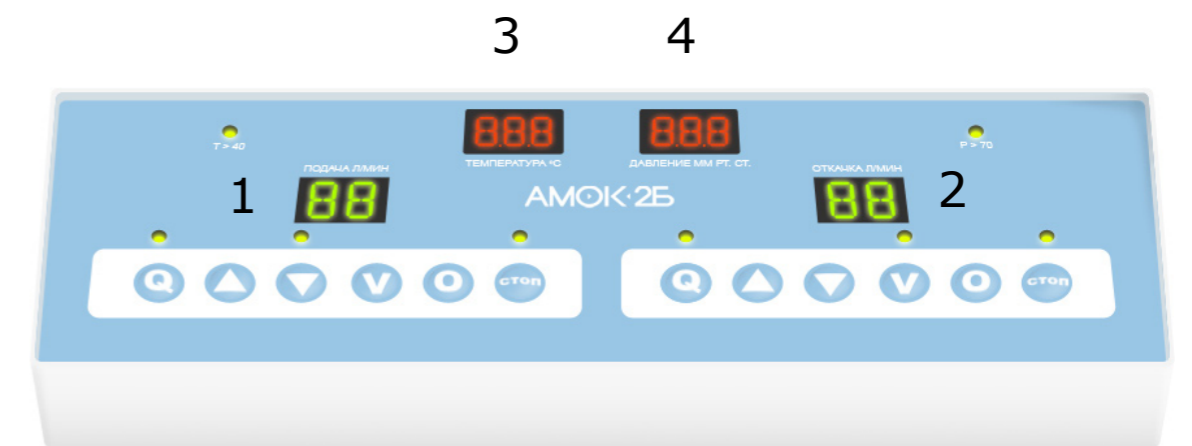 3 4
888 888
T > 40 P > 70
ТЕМПЕРАТУРА °C ДАВЛЕНИЕ ММ РТ. СТ.
ПОДАЧА Л/МИН ОТКАЧКА Л/МИН
1 88 АМОК·2Б 88 2
Q V O стоп Q V O стоп